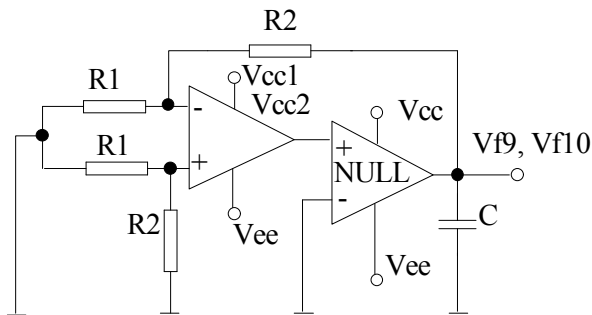 R2
R1
Vcc1
-
Vcc2
Vcc
R1
+
+
NULL
Vf9, Vf10
-
C
R2
Vee
Vee